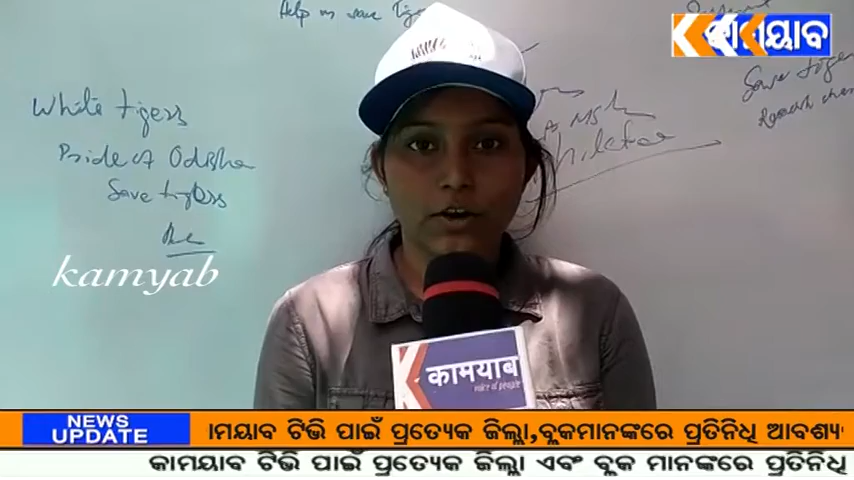 Help us save Tigers
କାମୟାବ
White tigers
Pride of Odisha
Save tigers
Save tiger
kamyab
कामयाब
voice of people
NEWS UPDATE
ାମୟାବ ଟିଭି ପାଇଁ ପ୍ରତ୍ୟେକ ଜିଲ୍ଲା,ବ୍ଲକମାନଙ୍କରେ ପ୍ରତିନିଧି ଆବଶ୍ୟ
କାମୟାବ ଟିଭି ପାଇଁ ପ୍ରତ୍ୟେକ ଜିଲ୍ଲା ଏବଂ ବ୍ଲକ ମାନଙ୍କରେ ପ୍ରତିନିଧି